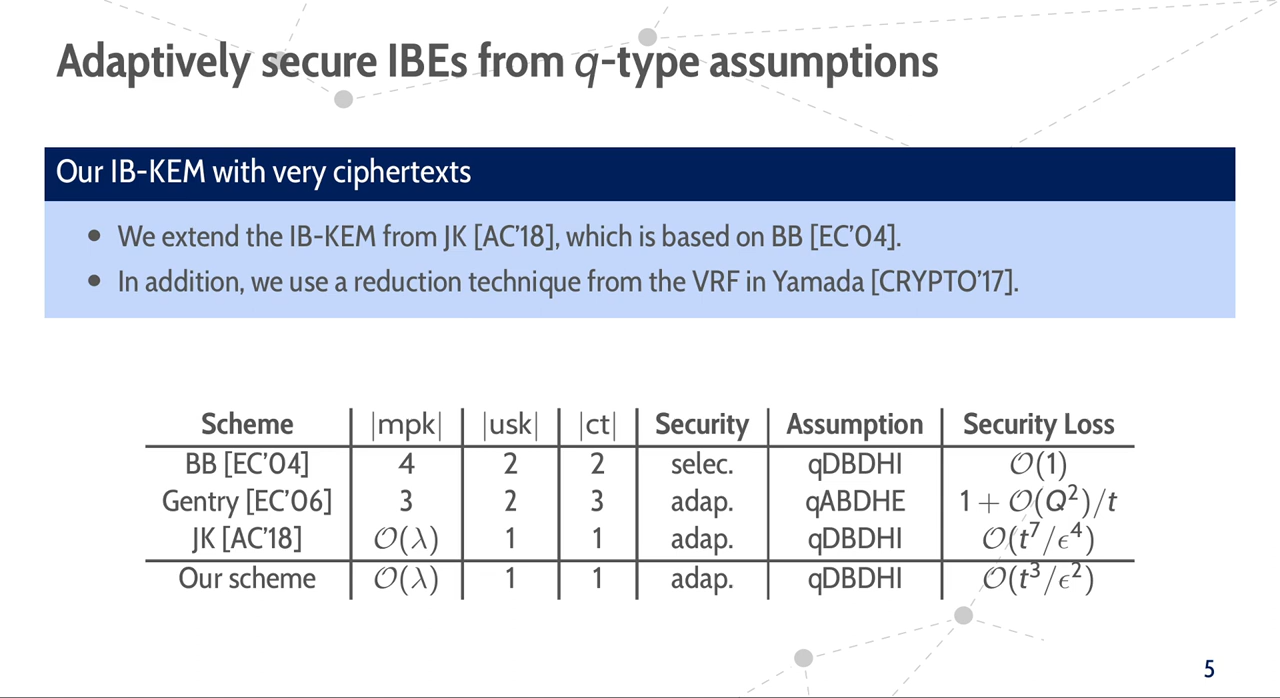 Adaptively secure IBEs from q-type assumptions
Our IB-KEM with very ciphertexts
• We extend the IB-KEM from JK [AC'18], which is based on BB [EC'04].
• In addition, we use a reduction technique from the VRF in Yamada [CRYPTO'17].
Scheme |mpk| |usk| |ct| Security Assumption Security Loss
BB [EC'04] 4 2 2 selec. qDBDHI 𝒪(1)
Gentry [EC'06] 3 2 3 adap. qABDHE 1 + 𝒪(Q²)/t
JK [AC'18] 𝒪(λ) 1 1 adap. qDBDHI 𝒪(t⁷/ϵ⁴)
Our scheme 𝒪(λ) 1 1 adap. qDBDHI 𝒪(t³/ϵ²)
5